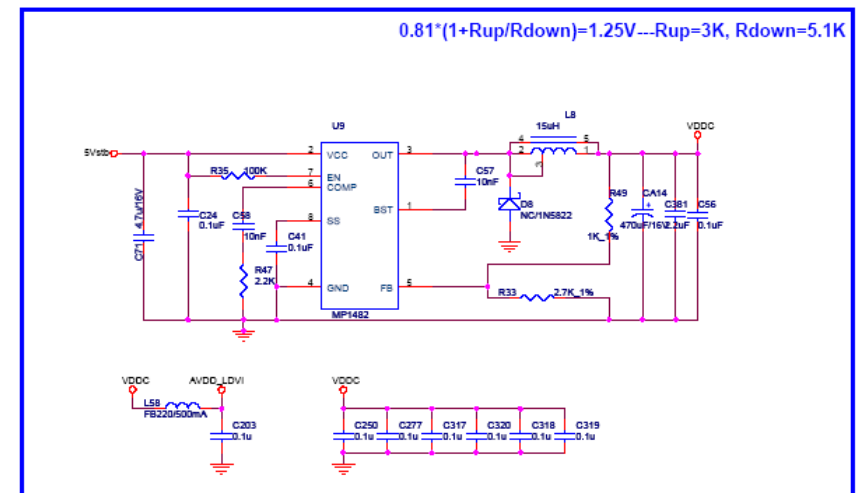 0.81*(1+Rup/Rdown)=1.25V---Rup=3K, Rdown=5.1K
U9
L8
15uH
VDDC
5Vstb
2 VCC OUT 3
4 5
2 1
3
R35 100K
7 EN
6 COMP
C57
10nF
D8
NC/1N5822
R49
1K_1%
CA14
470uF/16V
C381
2.2uF
C56
0.1uF
C71 4.7u/16V
C24
0.1uF
C58
10nF
8 SS
BST 1
C41
0.1uF
R47
2.2K
4 GND FB 5
R33 2.7K_1%
MP1482
VDDC AVDD_LDVI VDDC
L58
FB220/500mA
C203
0.1u
C250 C277 C317 C320 C318 C319
0.1u 0.1u 0.1u 0.1u 0.1u 0.1u